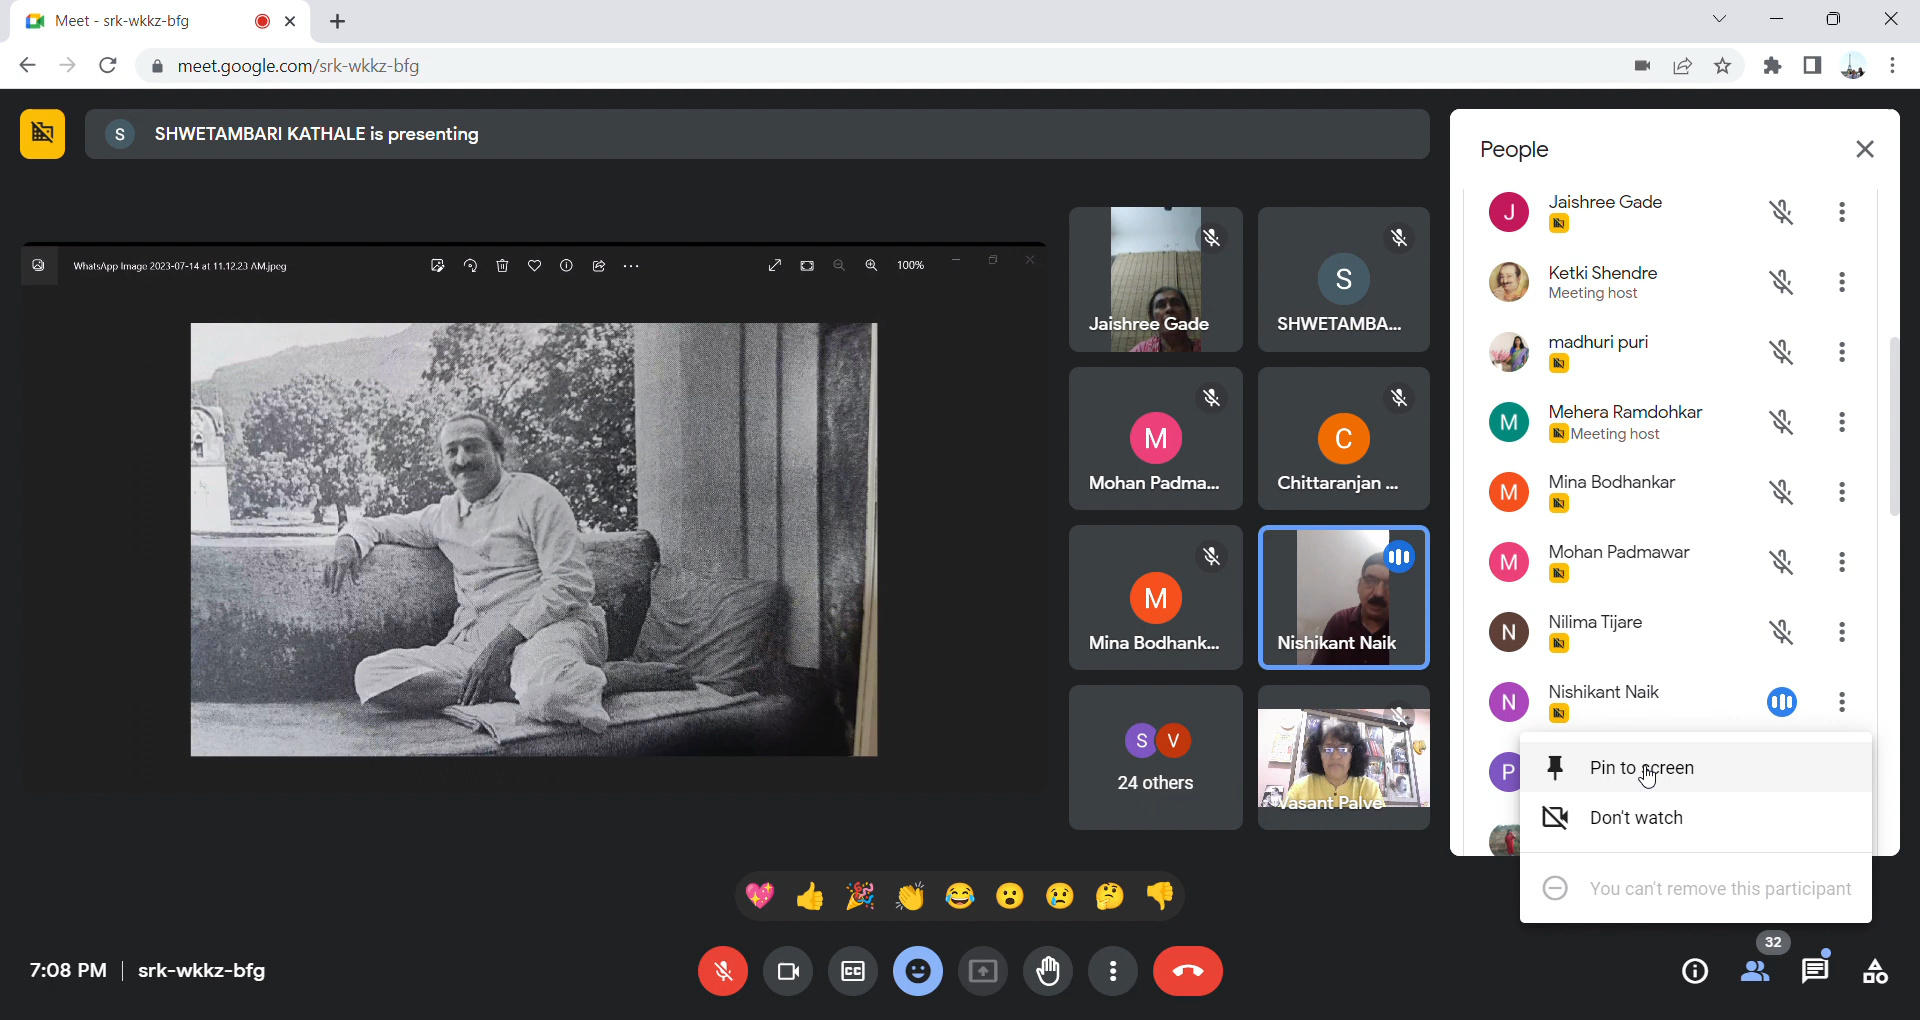 Meet - srk-wkkz-bfg
meet.google.com/srk-wkkz-bfg
S SHWETAMBARI KATHALE is presenting
WhatsApp Image 2023-07-14 at 11.12.23 AM.jpeg
100%
Jaishree Gade
S
SHWETAMBA...
M
Mohan Padma...
C
Chittaranjan ...
M
Mina Bodhank...
Nishikant Naik
S V
24 others
Vasant Palve
People
J Jaishree Gade
Ketki Shendre
Meeting host
madhuri puri
M Mehera Ramdohkar
Meeting host
M Mina Bodhankar
M Mohan Padmawar
N Nilima Tijare
N Nishikant Naik
P
Pin to screen
Don't watch
You can't remove this participant
7:08 PM | srk-wkkz-bfg
CC
32